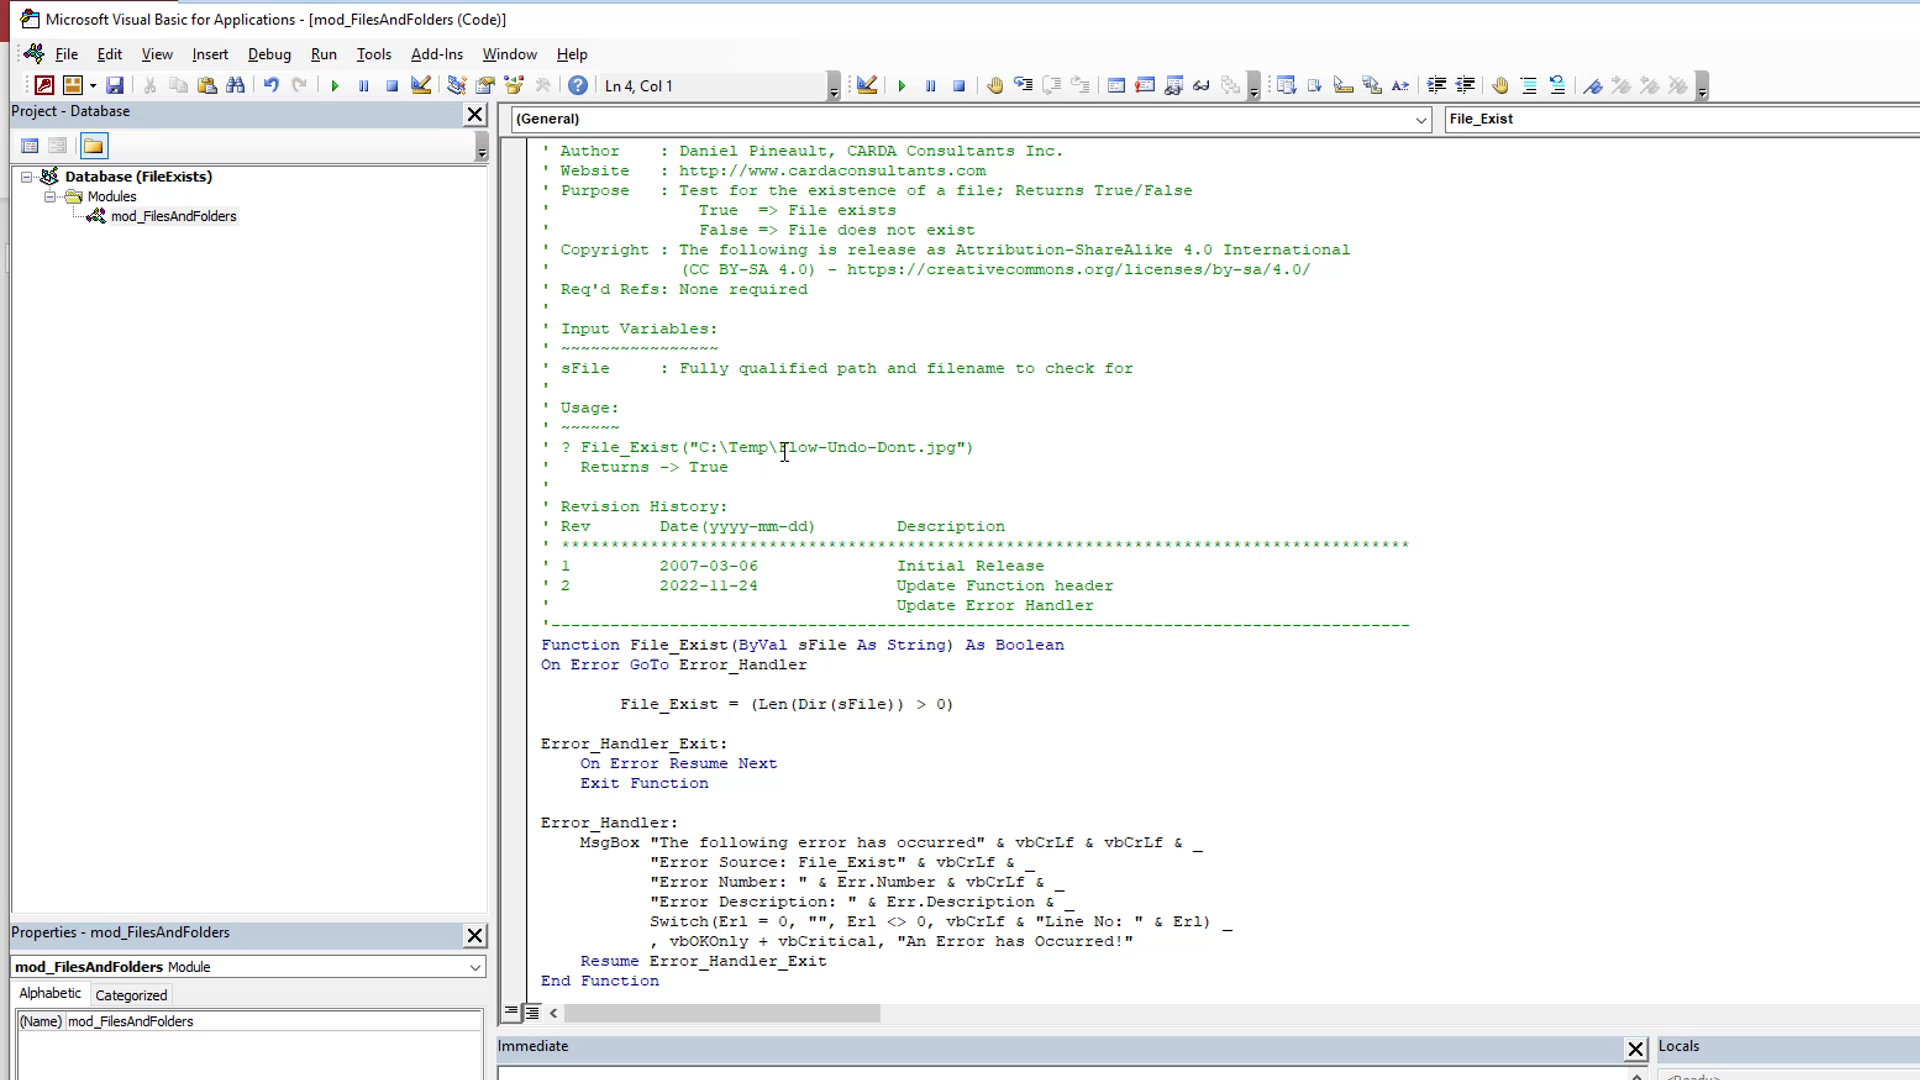 Microsoft Visual Basic for Applications - [mod_FilesAndFolders (Code)]
File Edit View Insert Debug Run Tools Add-Ins Window Help
Ln 4, Col 1
Project - Database
(General)
File_Exist
Database (FileExists)
Modules
mod_FilesAndFolders
' Author    : Daniel Pineault, CARDA Consultants Inc.
' Website   : http://www.cardaconsultants.com
' Purpose   : Test for the existence of a file; Returns True/False
'               True  => File exists
'               False => File does not exist
' Copyright : The following is release as Attribution-ShareAlike 4.0 International
'             (CC BY-SA 4.0) - https://creativecommons.org/licenses/by-sa/4.0/
' Req'd Refs: None required
'
' Input Variables:
' ~~~~~~~~~~~~~~~~
' sFile     : Fully qualified path and filename to check for
'
' Usage:
' ~~~~~~
' ? File_Exist("C:\Temp\Flow-Undo-Dont.jpg")
'   Returns -> True
'
' Revision History:
' Rev       Date(yyyy-mm-dd)        Description
' **************************************************************************************
' 1         2007-03-06              Initial Release
' 2         2022-11-24              Update Function header
'                                   Update Error Handler
'---------------------------------------------------------------------------------------
Function File_Exist(ByVal sFile As String) As Boolean
On Error GoTo Error_Handler
        File_Exist = (Len(Dir(sFile)) > 0)
Error_Handler_Exit:
    On Error Resume Next
    Exit Function
Error_Handler:
    MsgBox "The following error has occurred" & vbCrLf & vbCrLf & _
           "Error Source: File_Exist" & vbCrLf & _
           "Error Number: " & Err.Number & vbCrLf & _
           "Error Description: " & Err.Description & _
           Switch(Erl = 0, "", Erl <> 0, vbCrLf & "Line No: " & Erl) _
           , vbOKOnly + vbCritical, "An Error has Occurred!"
    Resume Error_Handler_Exit
End Function
Properties - mod_FilesAndFolders
mod_FilesAndFolders Module
Alphabetic Categorized
(Name) mod_FilesAndFolders
Immediate
Locals